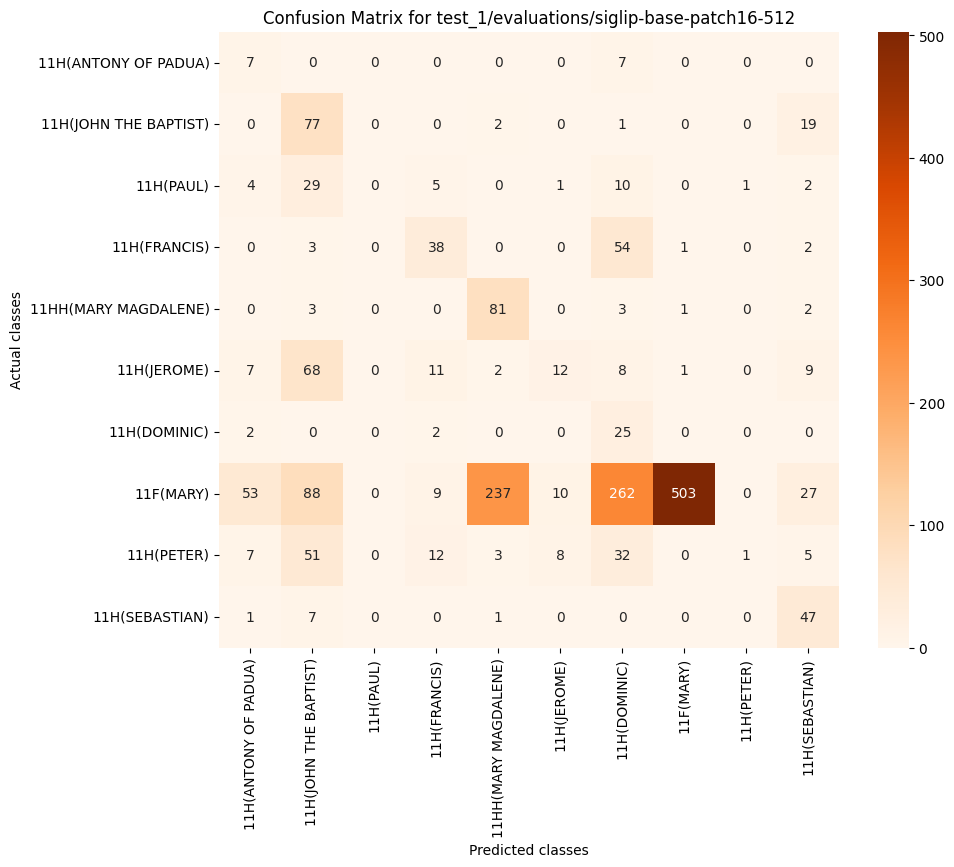 Confusion Matrix for test_1/evaluations/siglip-base-patch16-512
Actual classes
11H(ANTONY OF PADUA) 7 0 0 0 0 0 7 0 0 0
11H(JOHN THE BAPTIST) 0 77 0 0 2 0 1 0 0 19
11H(PAUL) 4 29 0 5 0 1 10 0 1 2
11H(FRANCIS) 0 3 0 38 0 0 54 1 0 2
11HH(MARY MAGDALENE) 0 3 0 0 81 0 3 1 0 2
11H(JEROME) 7 68 0 11 2 12 8 1 0 9
11H(DOMINIC) 2 0 0 2 0 0 25 0 0 0
11F(MARY) 53 88 0 9 237 10 262 503 0 27
11H(PETER) 7 51 0 12 3 8 32 0 1 5
11H(SEBASTIAN) 1 7 0 0 1 0 0 0 0 47
11H(ANTONY OF PADUA)
11H(JOHN THE BAPTIST)
11H(PAUL)
11H(FRANCIS)
11HH(MARY MAGDALENE)
11H(JEROME)
11H(DOMINIC)
11F(MARY)
11H(PETER)
11H(SEBASTIAN)
Predicted classes
500
400
300
200
100
0